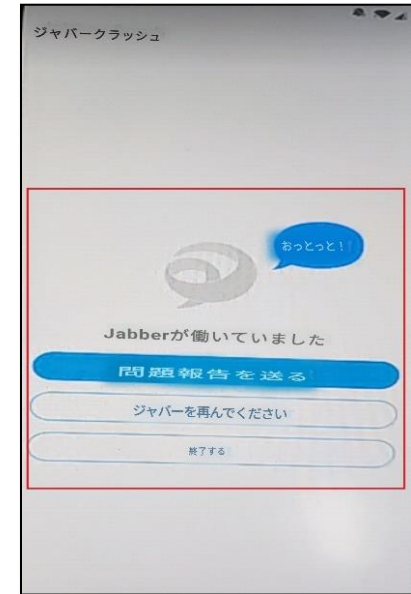 ジャバークラッシュ
おっとっと!
Jabberが働いていました
問題報告を送る
ジャバーを再んでください
終了する